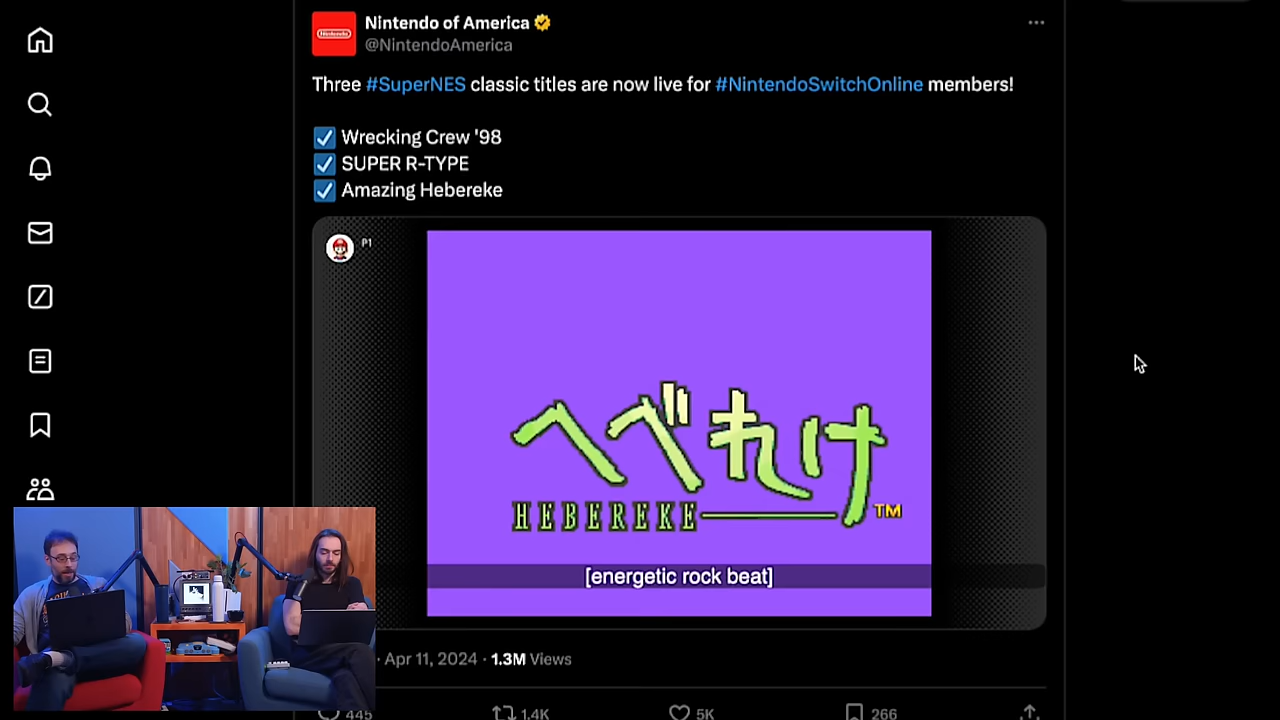 Nintendo of America
@NintendoAmerica
Three #SuperNES classic titles are now live for #NintendoSwitchOnline members!
Wrecking Crew '98
SUPER R-TYPE
Amazing Hebereke
Nintendo
P1
へべれけ
HEBEREKE
TM
[energetic rock beat]
· Apr 11, 2024 · 1.3M Views
445
1.4K
5K
266